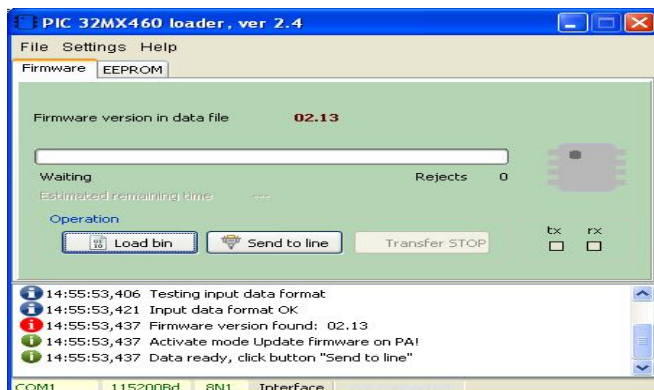 PIC 32MX460 loader, ver 2.4
File Settings Help
Firmware EEPROM
Firmware version in data file 02.13
Waiting Rejects 0
Estimated remaining time ---
Operation
Load bin Send to line Transfer STOP tx rx
14:55:53,406 Testing input data format
14:55:53,421 Input data format OK
14:55:53,437 Firmware version found: 02.13
14:55:53,437 Activate mode Update firmware on PA!
14:55:53,437 Data ready, click button "Send to line"
COM1 115200Bd 8N1 Interface